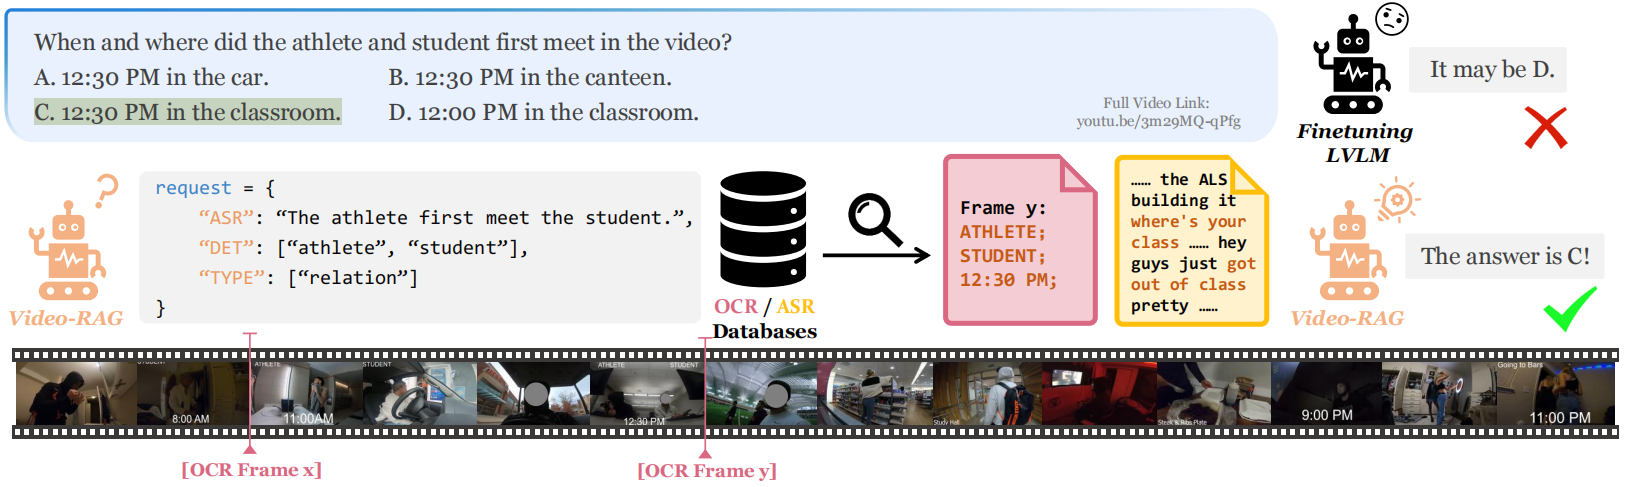 When and where did the athlete and student first meet in the video?
A. 12:30 PM in the car.
B. 12:30 PM in the canteen.
C. 12:30 PM in the classroom.
D. 12:00 PM in the classroom.
Full Video Link:
youtu.be/3m29MQ-qPfg
It may be D.
Finetuning
LVLM
Video-RAG
request = {
“ASR”: “The athlete first meet the student.”,
“DET”: [“athlete”, “student”],
“TYPE”: [“relation”]
}
OCR / ASR
Databases
Frame y:
ATHLETE;
STUDENT;
12:30 PM;
...... the ALS
building it
where's your
class ...... hey
guys just got
out of class
pretty ......
The answer is C!
Video-RAG
STUDENT
8:00 AM
ATHLETE
11:00AM
STUDENT
ATHLETE
STUDENT
12:30 PM
Study Hall
Steak & Ribs Plate
9:00 PM
Going to Bars
11:00 PM
[OCR Frame x]
[OCR Frame y]